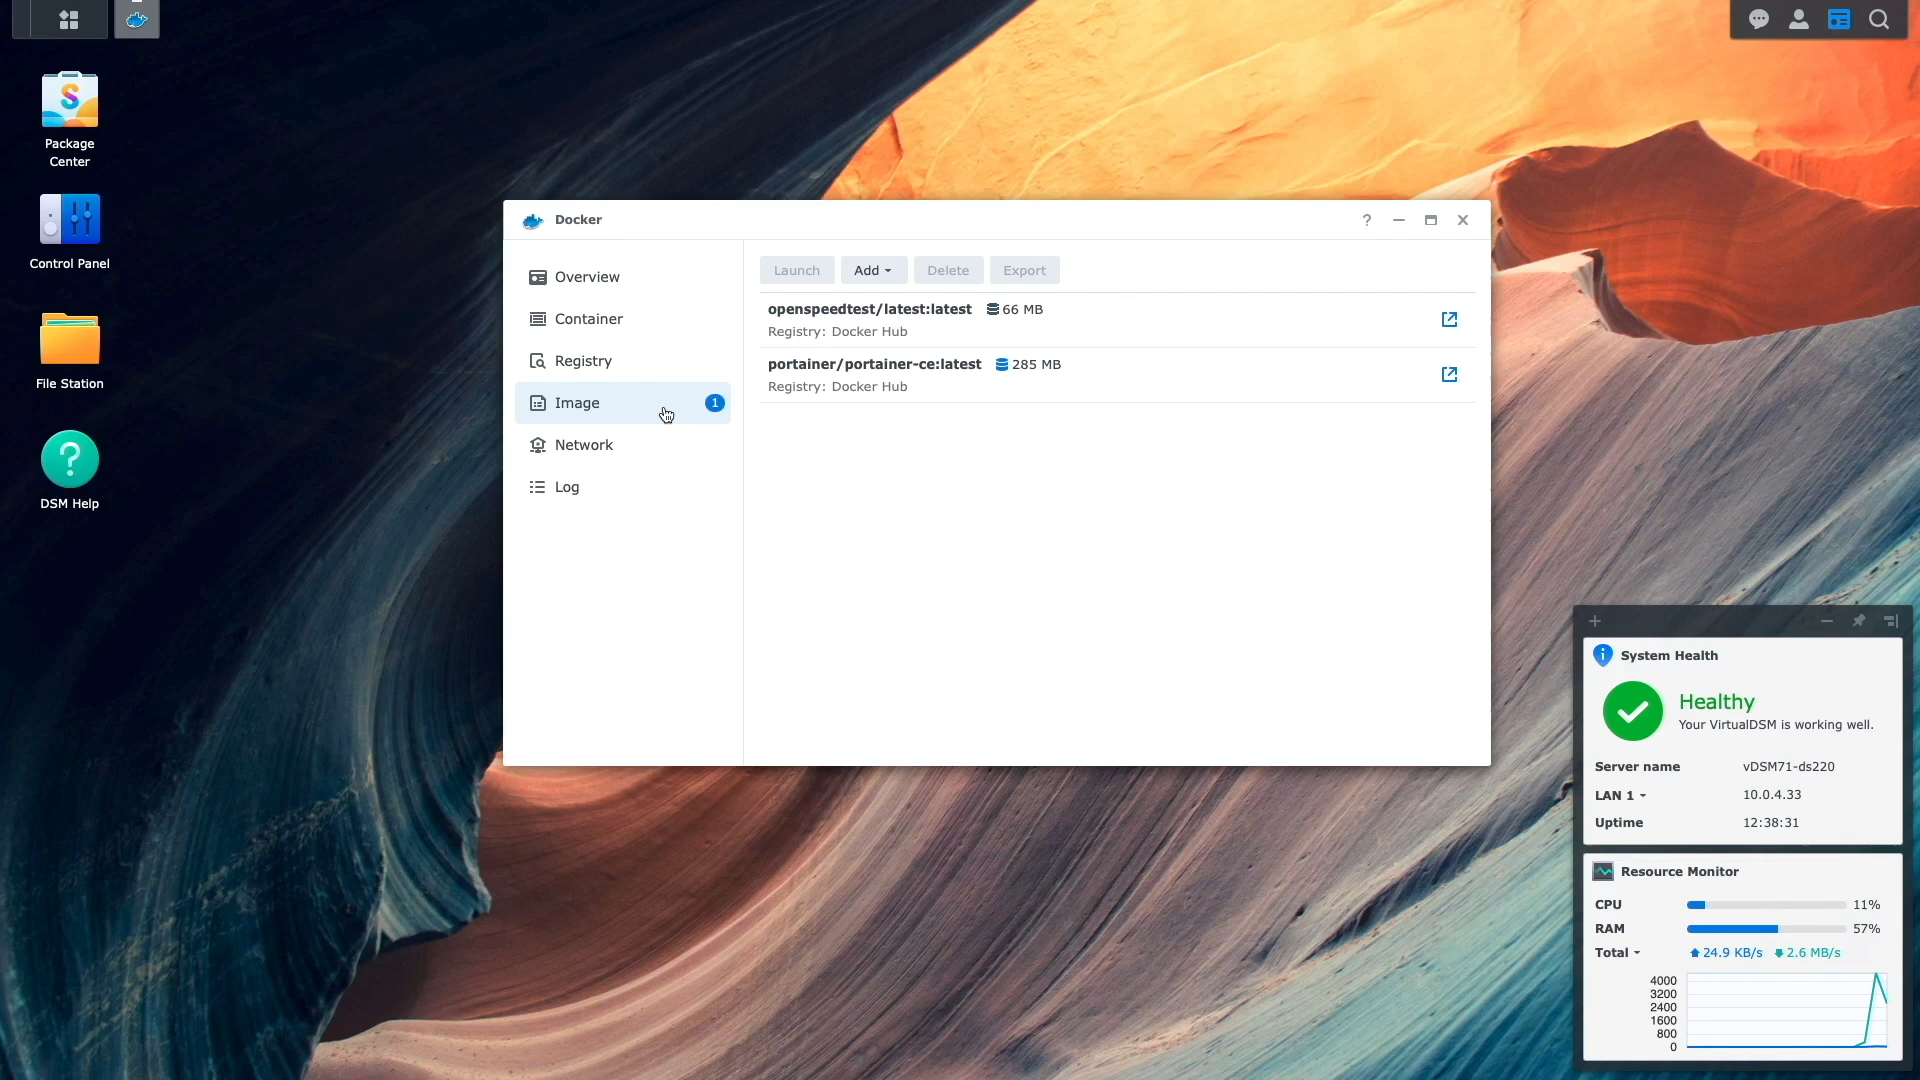 Package
Center
Control Panel
File Station
DSM Help
Docker
?
Overview
Container
Registry
Image
1
Network
Log
Launch
Add
Delete
Export
openspeedtest/latest:latest 66 MB
Registry: Docker Hub
portainer/portainer-ce:latest 285 MB
Registry: Docker Hub
System Health
Healthy
Your VirtualDSM is working well.
Server name vDSM71-ds220
LAN 1 10.0.4.33
Uptime 12:38:31
Resource Monitor
CPU 11%
RAM 57%
Total 24.9 KB/s 2.6 MB/s
4000
3200
2400
1600
800
0